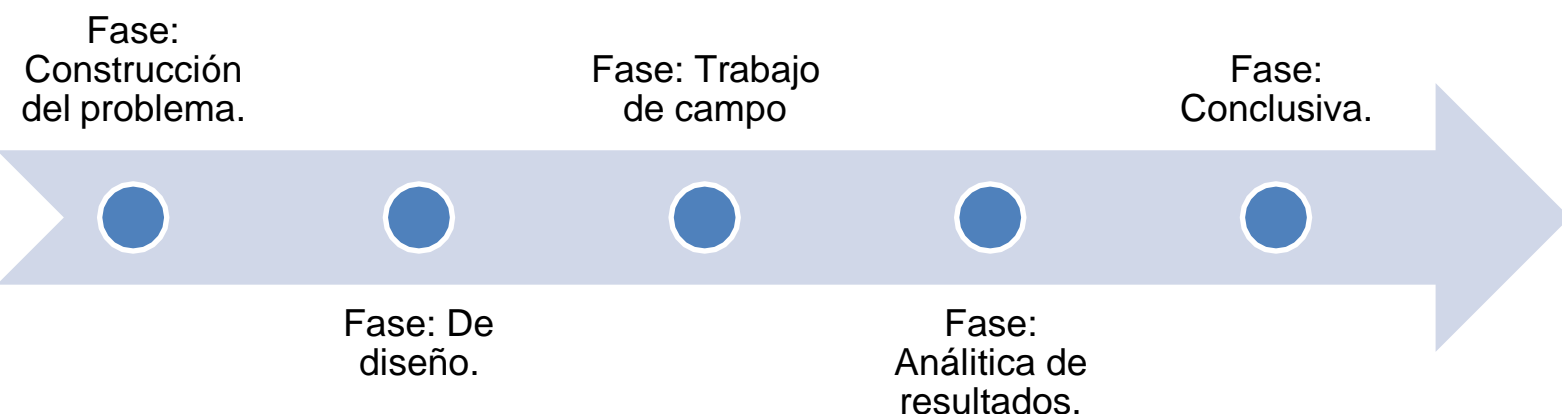 Fase:
Construcción
del problema.
Fase: De
diseño.
Fase: Trabajo
de campo
Fase:
Análitica de
resultados.
Fase:
Conclusiva.